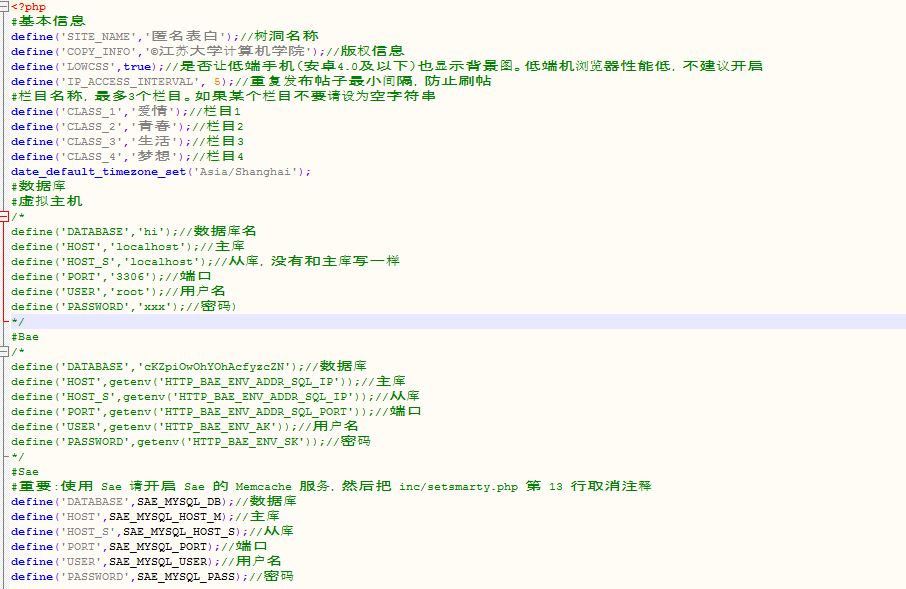 <?php
#基本信息
define('SITE_NAME','匿名表白');//树洞名称
define('COPY_INFO','©江苏大学计算机学院');//版权信息
define('LOWCSS',true);//是否让低端手机(安卓4.0及以下)也显示背景图。低端机浏览器性能低，不建议开启
define('IP_ACCESS_INTERVAL', 5);//重复发布帖子最小间隔，防止刷帖
#栏目名称，最多3个栏目。如果某个栏目不要请设为空字符串
define('CLASS_1','爱情');//栏目1
define('CLASS_2','青春');//栏目2
define('CLASS_3','生活');//栏目3
define('CLASS_4','梦想');//栏目4
date_default_timezone_set('Asia/Shanghai');
#数据库
#虚拟主机
/*
define('DATABASE','hi');//数据库名
define('HOST','localhost');//主库
define('HOST_S','localhost');//从库，没有和主库写一样
define('PORT','3306');//端口
define('USER','root');//用户名
define('PASSWORD','xxx');//密码)
*/
#Bae
/*
define('DATABASE','cKZpiOwOhYOhAcfyzcZN');//数据库
define('HOST',getenv('HTTP_BAE_ENV_ADDR_SQL_IP'));//主库
define('HOST_S',getenv('HTTP_BAE_ENV_ADDR_SQL_IP'));//从库
define('PORT',getenv('HTTP_BAE_ENV_ADDR_SQL_PORT'));//端口
define('USER',getenv('HTTP_BAE_ENV_AK'));//用户名
define('PASSWORD',getenv('HTTP_BAE_ENV_SK'));//密码
*/
#Sae
#重要:使用 Sae 请开启 Sae 的 Memcache 服务，然后把 inc/setsmarty.php 第 13 行取消注释
define('DATABASE',SAE_MYSQL_DB);//数据库
define('HOST',SAE_MYSQL_HOST_M);//主库
define('HOST_S',SAE_MYSQL_HOST_S);//从库
define('PORT',SAE_MYSQL_PORT);//端口
define('USER',SAE_MYSQL_USER);//用户名
define('PASSWORD',SAE_MYSQL_PASS);//密码